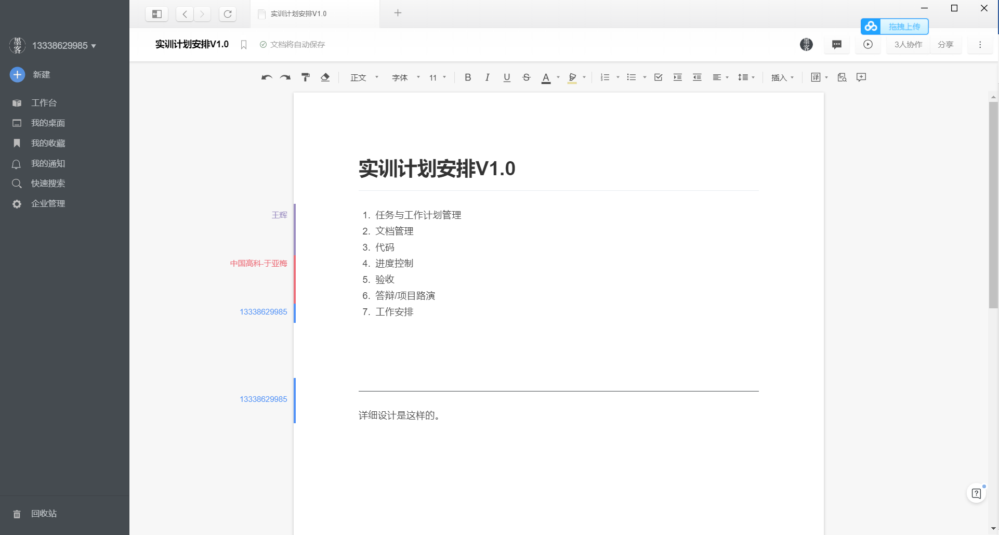 墨客
13338629985
新建
工作台
我的桌面
我的收藏
我的通知
快速搜索
企业管理
回收站
实训计划安排V1.0
拖拽上传
实训计划安排V1.0
文档将自动保存
墨客
3人协作
分享
正文
字体
11
B
I
U
S
A
插入
译
实训计划安排V1.0
王辉
1. 任务与工作计划管理
2. 文档管理
3. 代码
中国高科-于亚梅
4. 进度控制
5. 验收
6. 答辩/项目路演
13338629985
7. 工作安排
13338629985
详细设计是这样的。